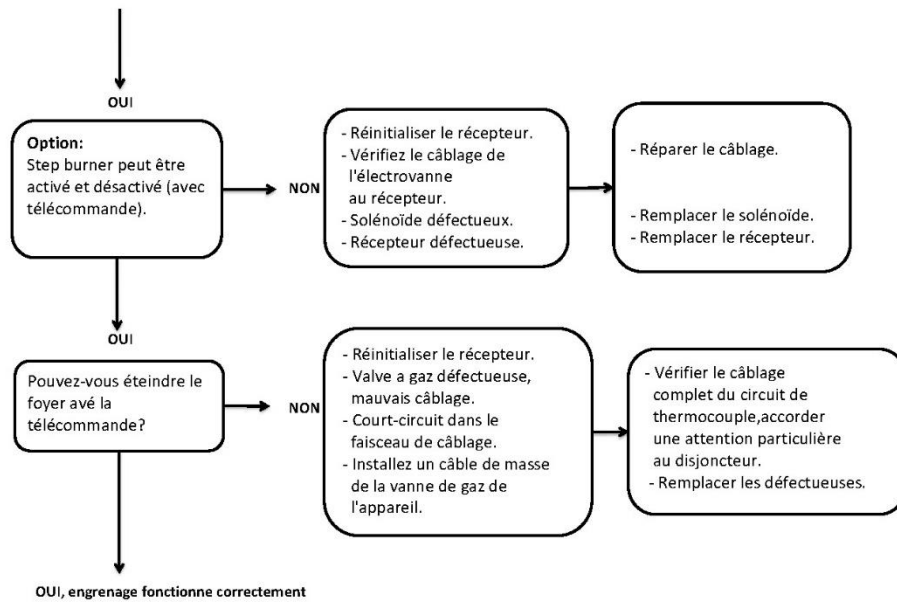 OUI
Option:
Step burner peut être
activé et désactivé (avec
télécommande).
NON
- Réinitialiser le récepteur.
- Vérifiez le câblage de
l'électrovanne
au récepteur.
- Solénoïde défectueux.
- Récepteur défectueuse.
- Réparer le câblage.
- Remplacer le solénoïde.
- Remplacer le récepteur.
OUI
Pouvez-vous éteindre le
foyer avé la
télécommande?
NON
- Réinitialiser le récepteur.
- Valve a gaz défectueuse,
mauvais câblage.
- Court-circuit dans le
faisceau de câblage.
- Installez un câble de masse
de la vanne de gaz de
l'appareil.
- Vérifier le câblage
complet du circuit de
thermocouple,accorder
une attention particulière
au disjoncteur.
- Remplacer les défectueuses.
OUI, engrenage fonctionne correctement